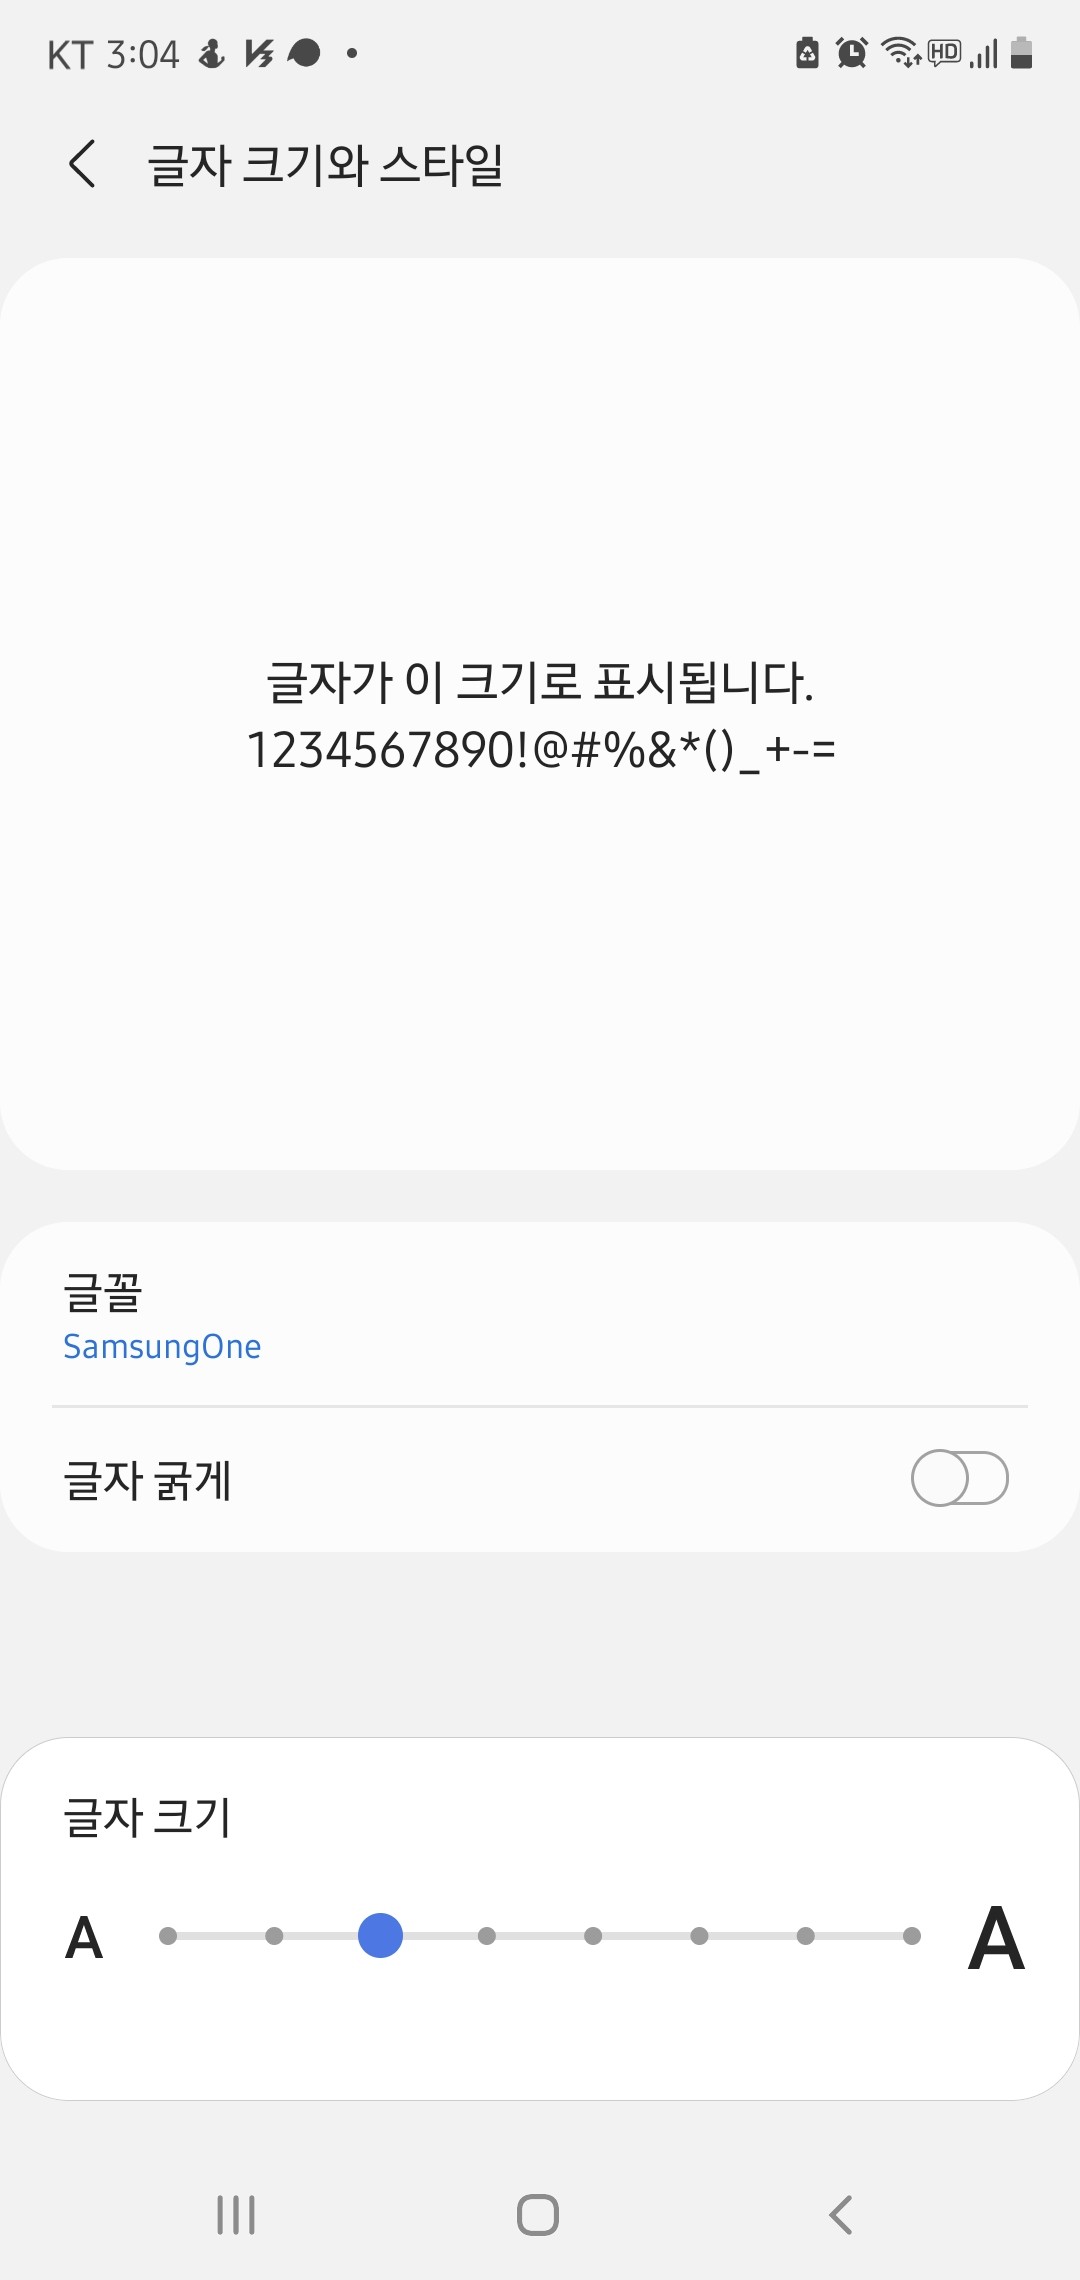 KT 3:04
HD
글자 크기와 스타일
글자가 이 크기로 표시됩니다.
1234567890!@#%&*()_+-=
글꼴
SamsungOne
글자 굵게
글자 크기
A A